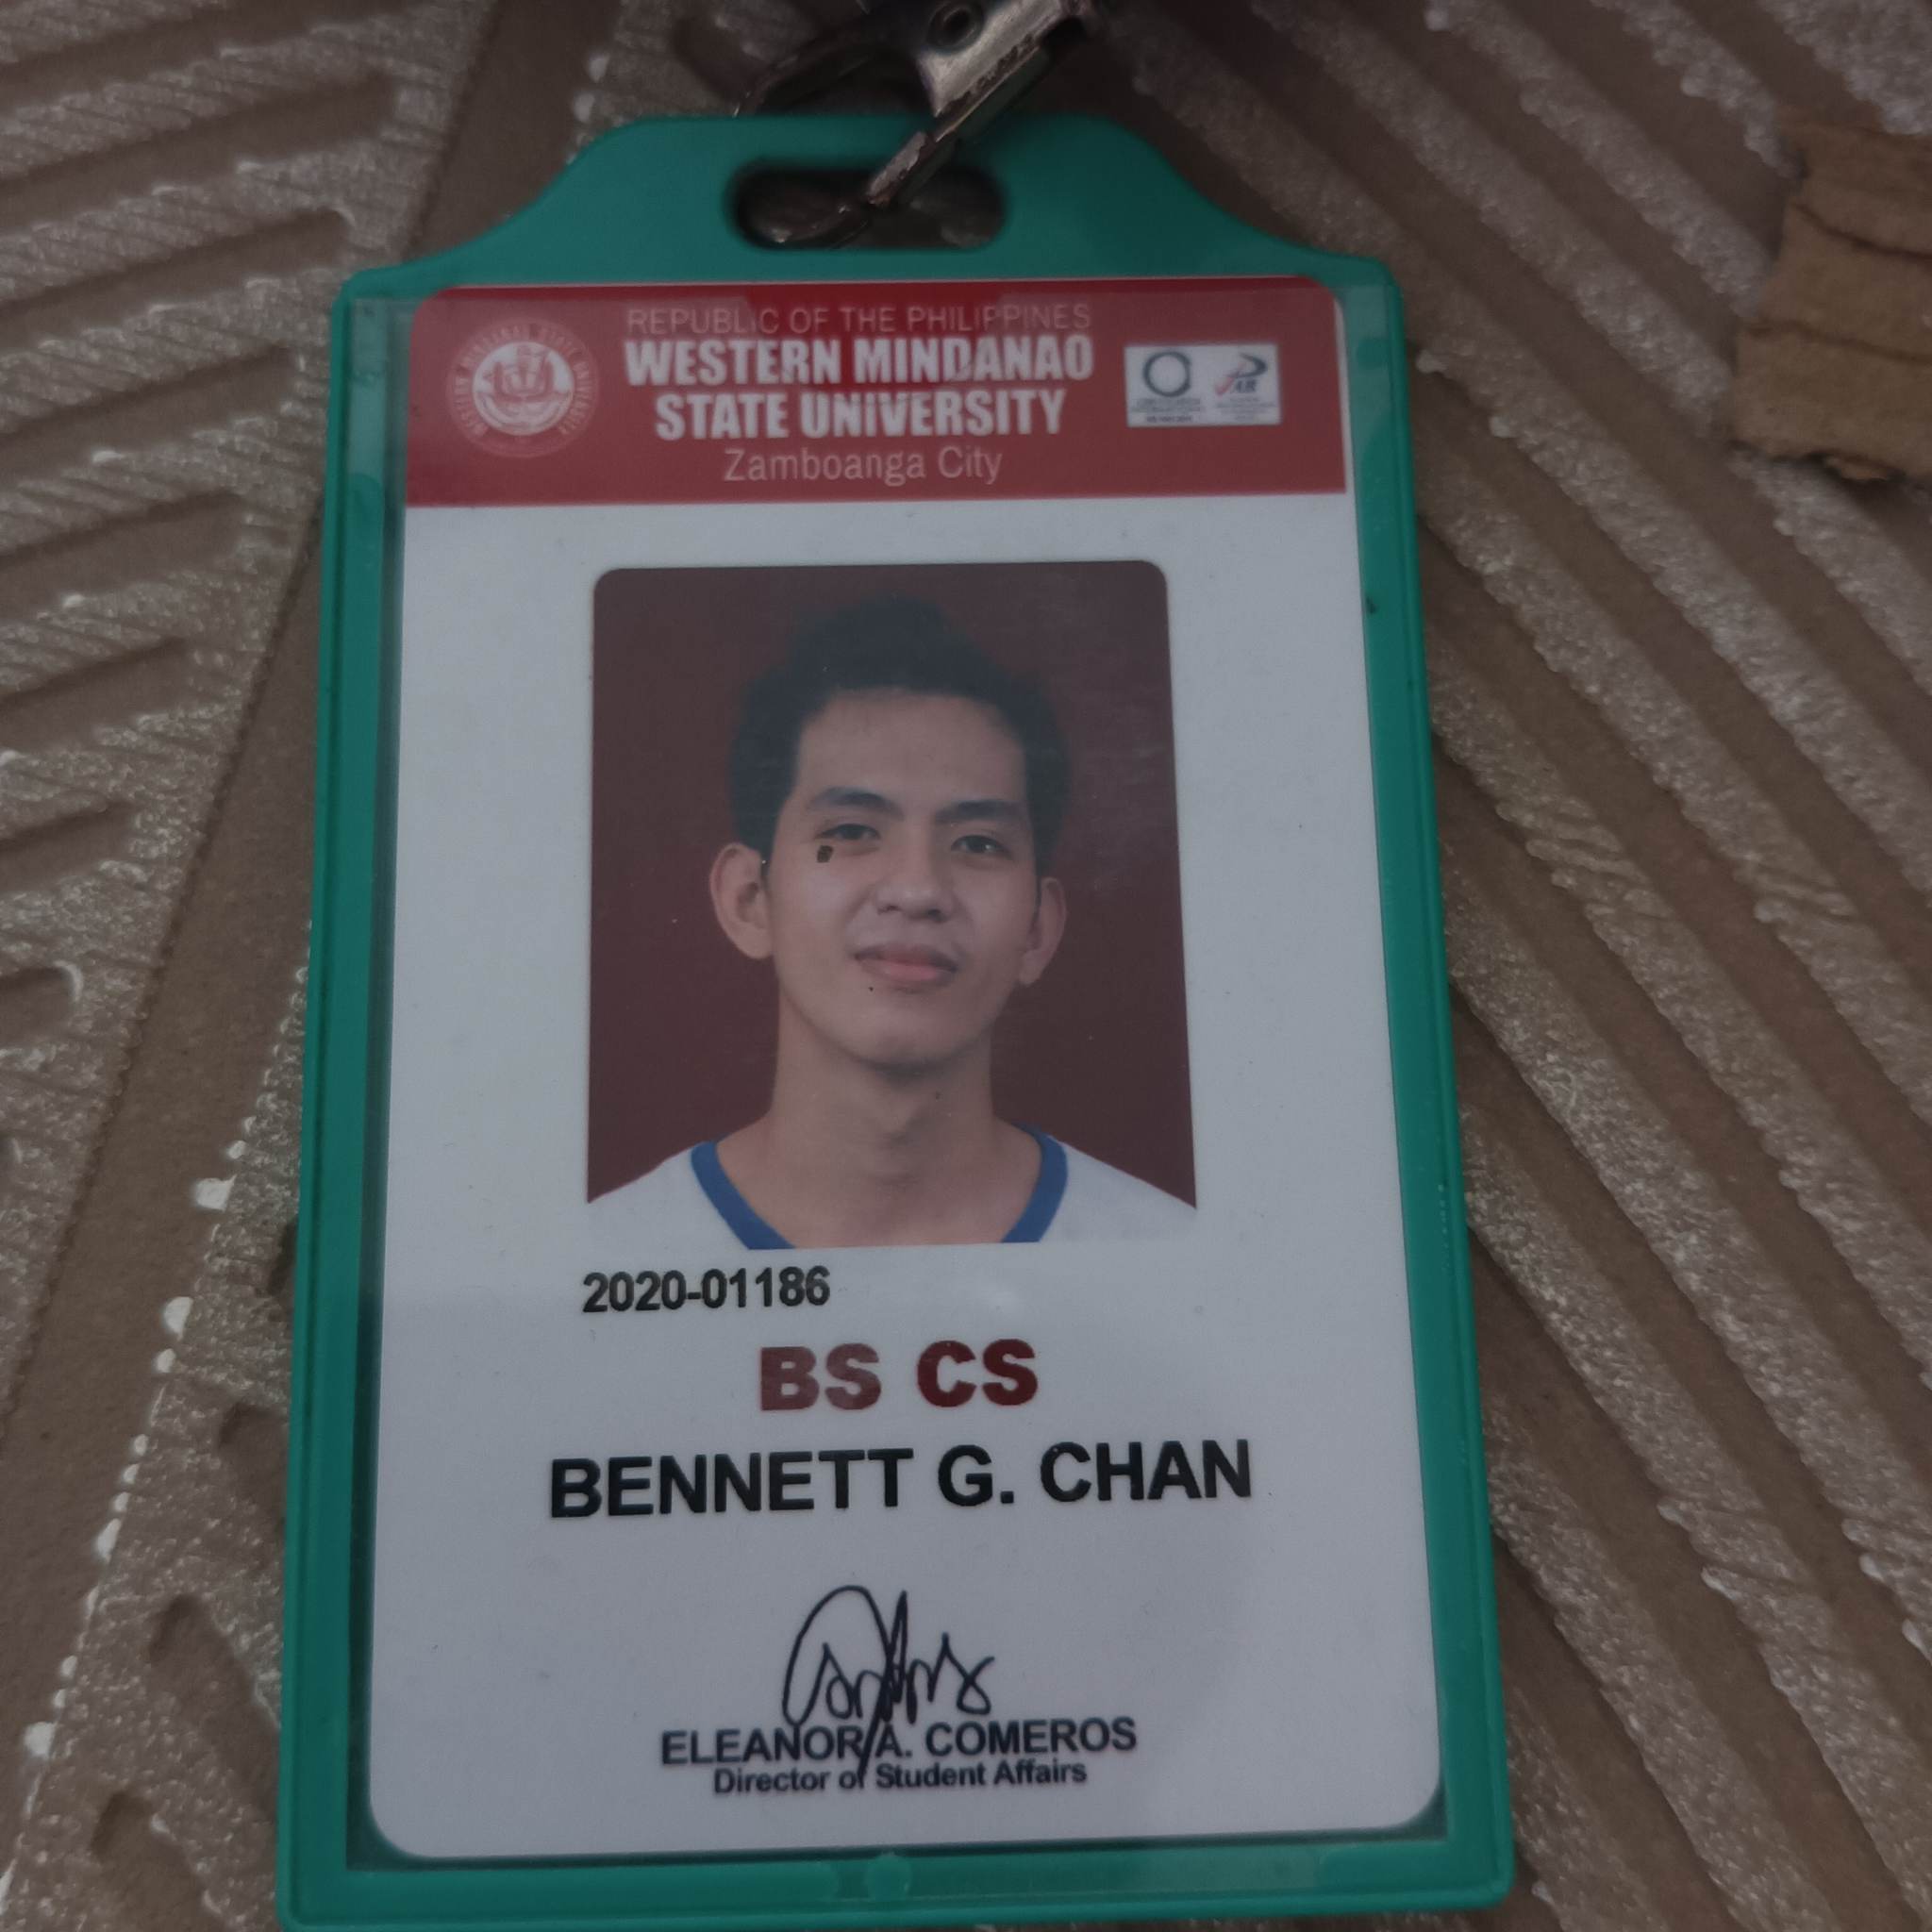 REPUBLIC OF THE PHILIPPINES
WESTERN MINDANAO
STATE UNIVERSITY
Zamboanga City
2020-01186
BS CS
BENNETT G. CHAN
ELEANOR A. COMEROS
Director of Student Affairs